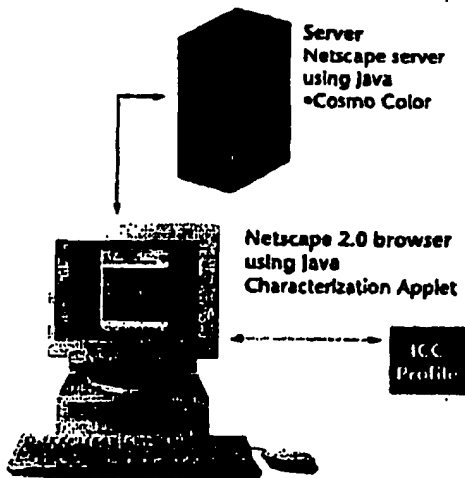 Server
Netscape server
using Java
•Cosmo Color
Netscape 2.0 browser
using Java
Characterization Applet
ICC
Profile